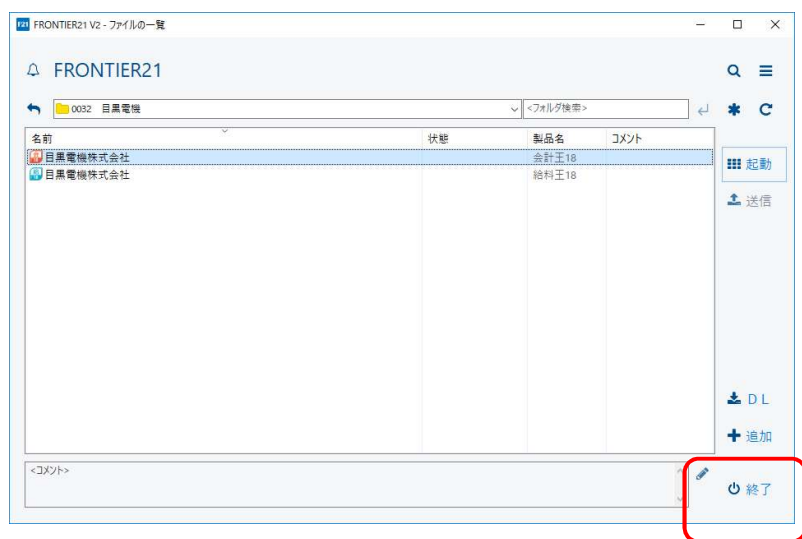 F21 FRONTIER21 V2 - ファイルの一覧
FRONTIER21
0032 目黒電機 <フォルダ検索>
名前 状態 製品名 コメント
目黒電機株式会社 会計王18
目黒電機株式会社 給料王18
起動
送信
DL
追加
<コメント>
終了